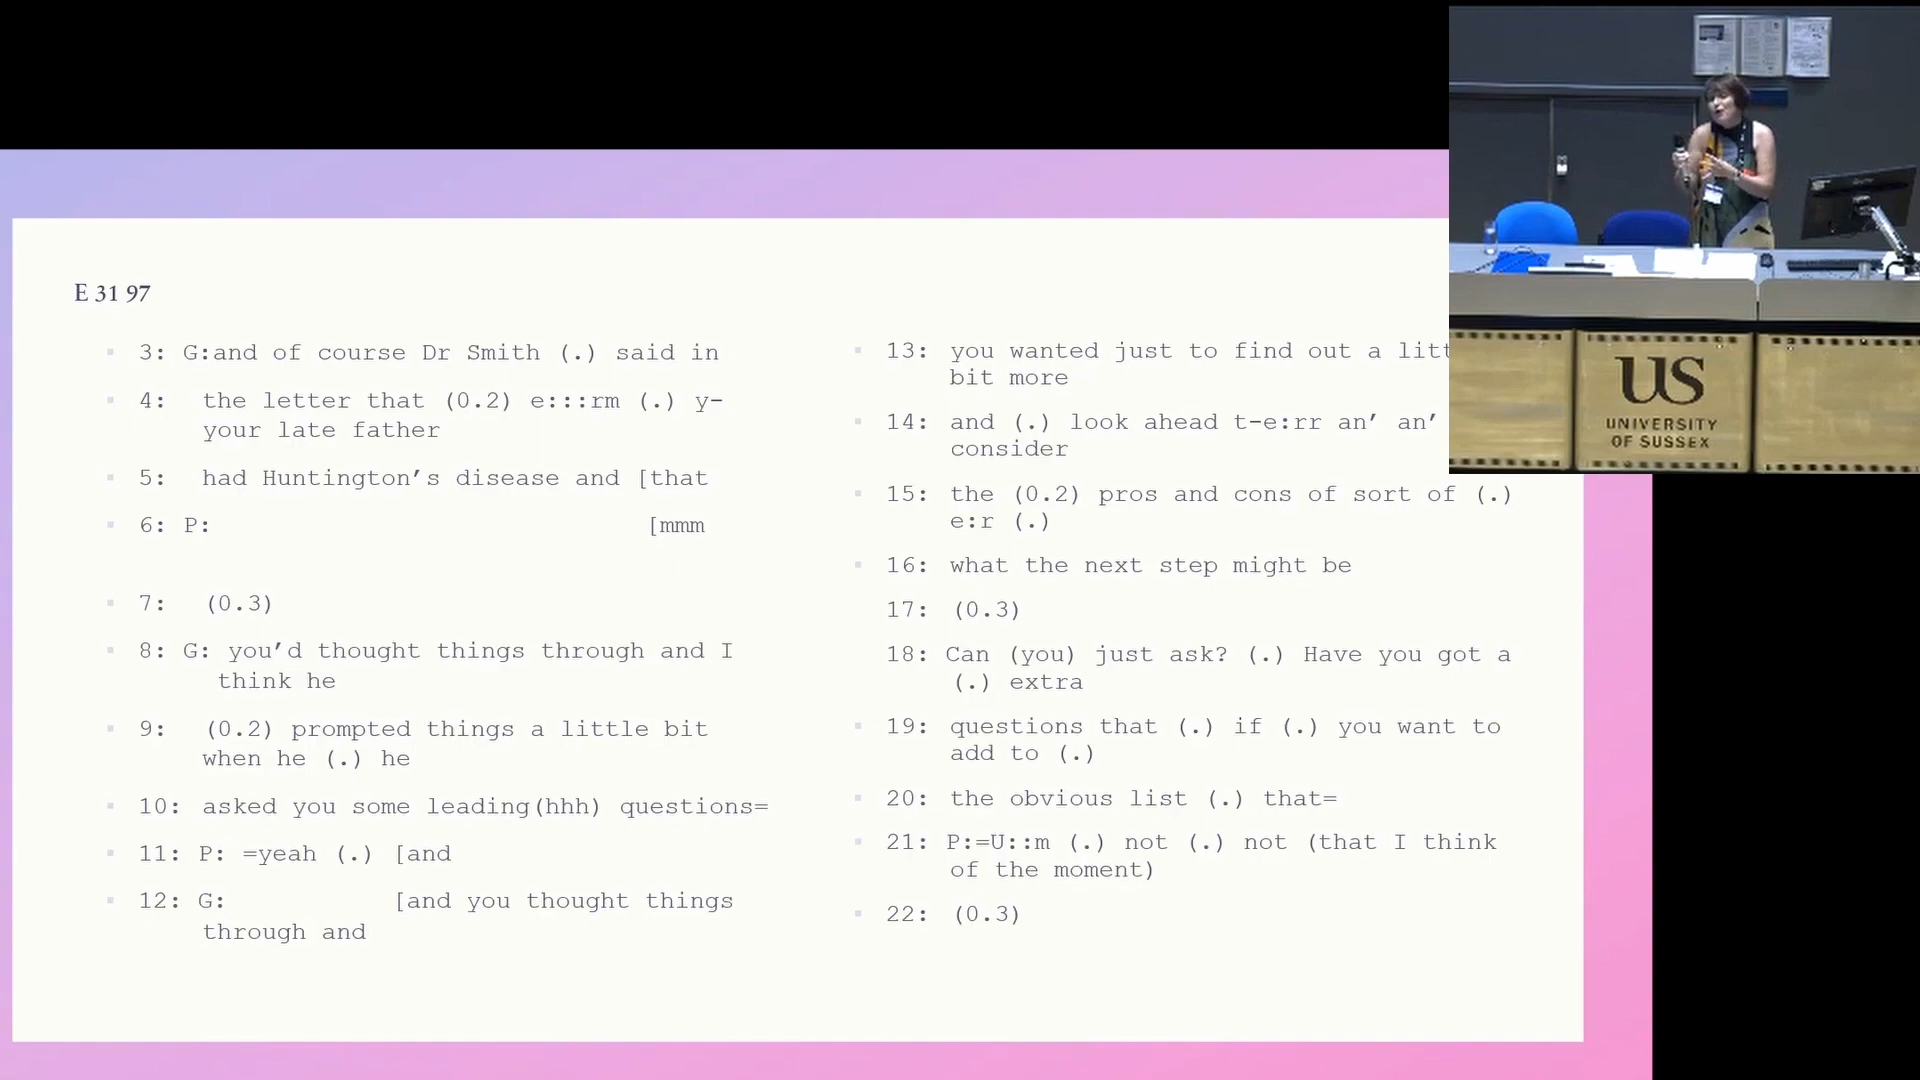 E 31 97
3: G:and of course Dr Smith (.) said in
4: the letter that (0.2) e:::rm (.) y-
your late father
5: had Huntington’s disease and [that
6: P: [mmm
7: (0.3)
8: G: you’d thought things through and I
think he
9: (0.2) prompted things a little bit
when he (.) he
10: asked you some leading(hhh) questions=
11: P: =yeah (.) [and
12: G: [and you thought things
through and
13: you wanted just to find out a
bit more
14: and (.) look ahead t-e:rr an’ an’
consider
15: the (0.2) pros and cons of sort of (.)
e:r (.)
16: what the next step might be
17: (0.3)
18: Can (you) just ask? (.) Have you got a
(.) extra
19: questions that (.) if (.) you want to
add to (.)
20: the obvious list (.) that=
21: P:=U::m (.) not (.) not (that I think
of the moment)
22: (0.3)
US
UNIVERSITY
OF SUSSEX